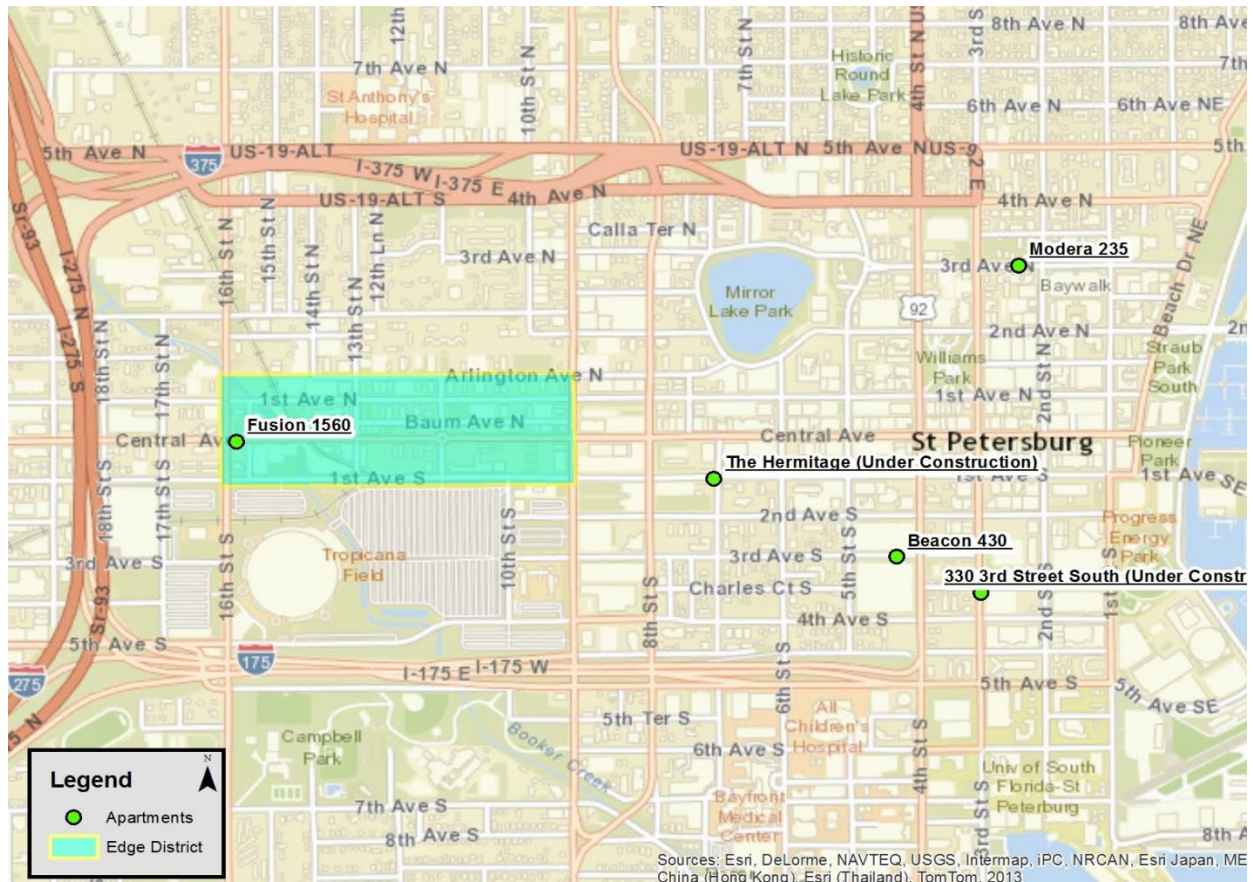 8th Ave N
8th Ave N
8th Av
12th
N
10th St N
7th St N
4th St N
US
3rd S
Historic
Round
Lake Park
7th Ave N
7th
St Anthony's
Hospital
6th Ave N
6th Ave NE
5th Ave N
375
US-19-ALT
US-19-ALT N
5th Ave N
US-92 E
5th
I-375 W
I-375 E
US-19-ALT S
4th Ave N
4th Ave N
Sr-93
I-275 N
I-275 S
16th St N
15th St N
14th St N
13th St N
12th Ln N
Calla Ter N
3rd Ave N
Modera 235
3rd Ave N
Baywalk
Beach Dr NE
Mirror
Lake Park
92
2nd Ave N
2n
Williams
Park
Straub
Park
South
2nd St N
18th St N
17th St N
Arlington Ave N
1st Ave N
1st Ave N
Baum Ave N
Fusion 1560
Central Av
Central Ave
St Petersburg
Pioneer
Park
The Hermitage (Under Construction)
1st Ave S
1st Ave S
1st Ave SE
18th St S
17th St S
2nd Ave S
10th St S
Progress
Energy
Park
Beacon 430
3rd Ave S
3rd Ave S
Tropicana
Field
16th St S
5th St S
Charles Ct S
330 3rd Street South (Under Constr
Sr-93
8th St S
4th Ave S
2nd St S
1st St S
5th Ave S
175
I-175 E
I-175 W
275
5th Ave S
5th Ave SE
5 N
6th St S
5th Ter S
All
Children's
Hospital
6th Ave S
Campbell
Park
Booker Creek
4th St S
3rd St S
Univ of South
Florida-St
Peterburg
Bayfront
Medical
Center
7th Ave S
8th Ave S
8th A
N
Legend
Apartments
Edge District
Sources: Esri, DeLorme, NAVTEQ, USGS, Intermap, iPC, NRCAN, Esri Japan, ME
China (Hong Kong), Esri (Thailand), TomTom, 2013